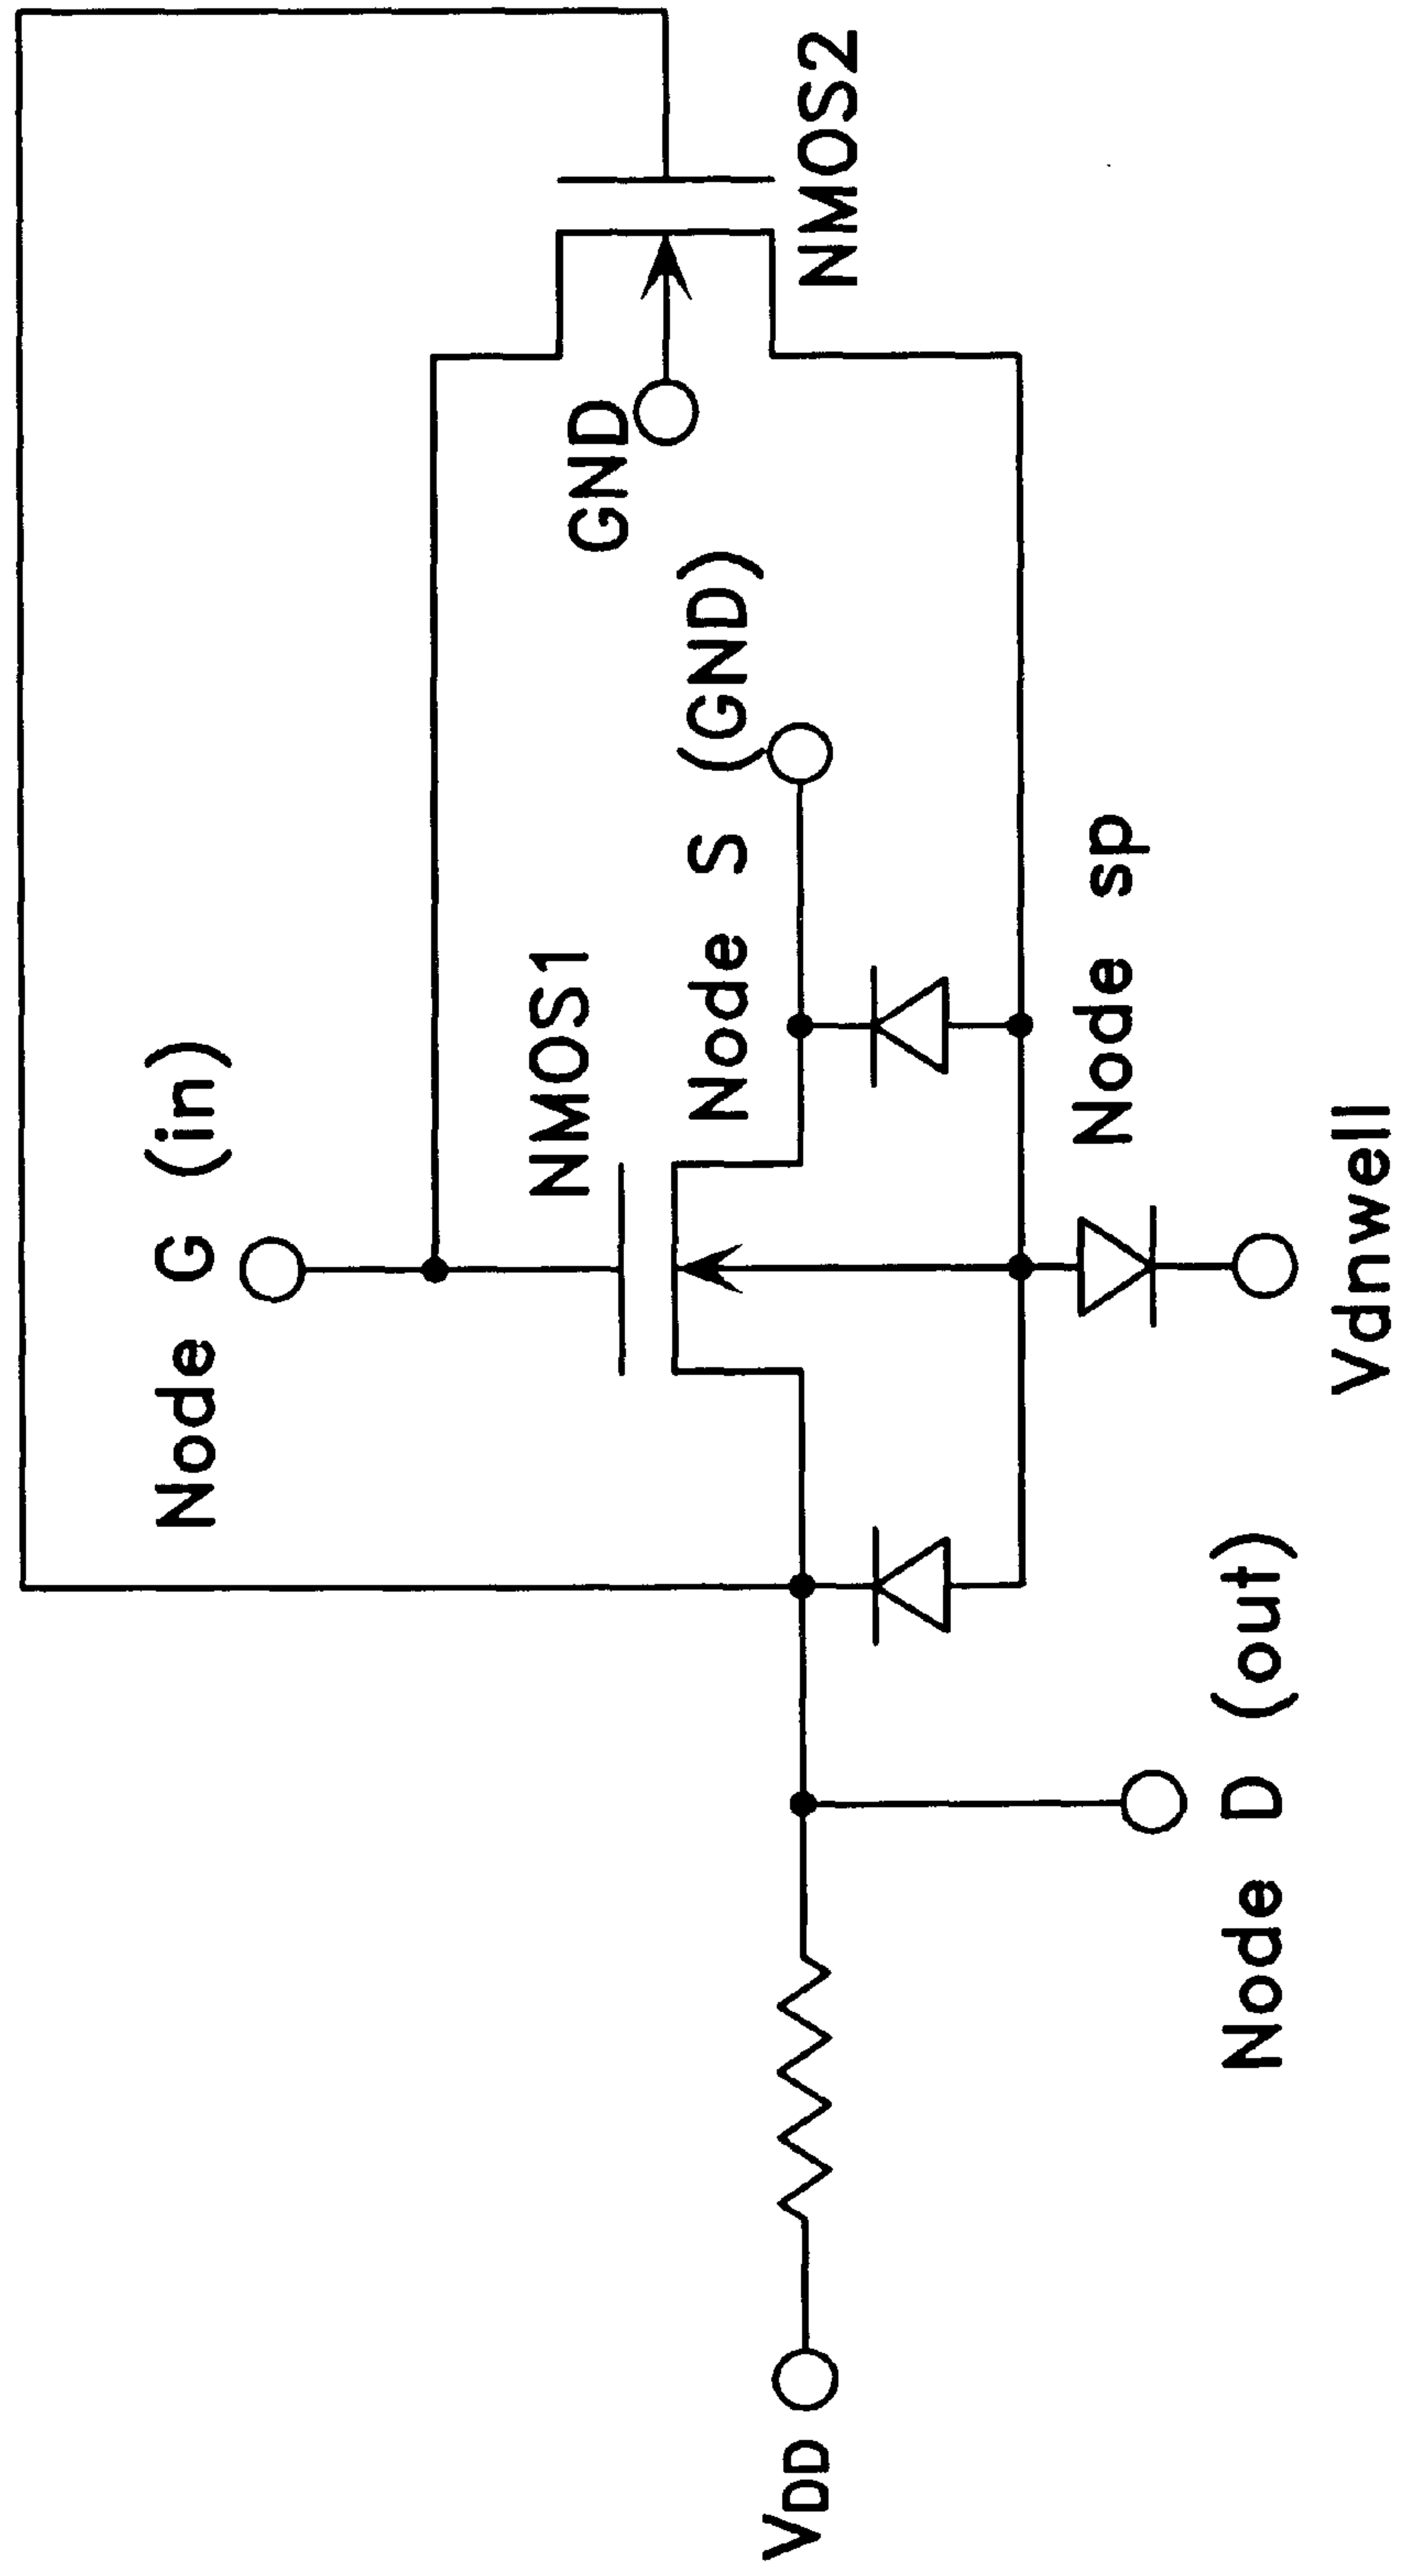 VDD
Node D (out)
Node G (in)
NMOS1
Vdnwell
Node sp
Node S (GND)
GND
NMOS2